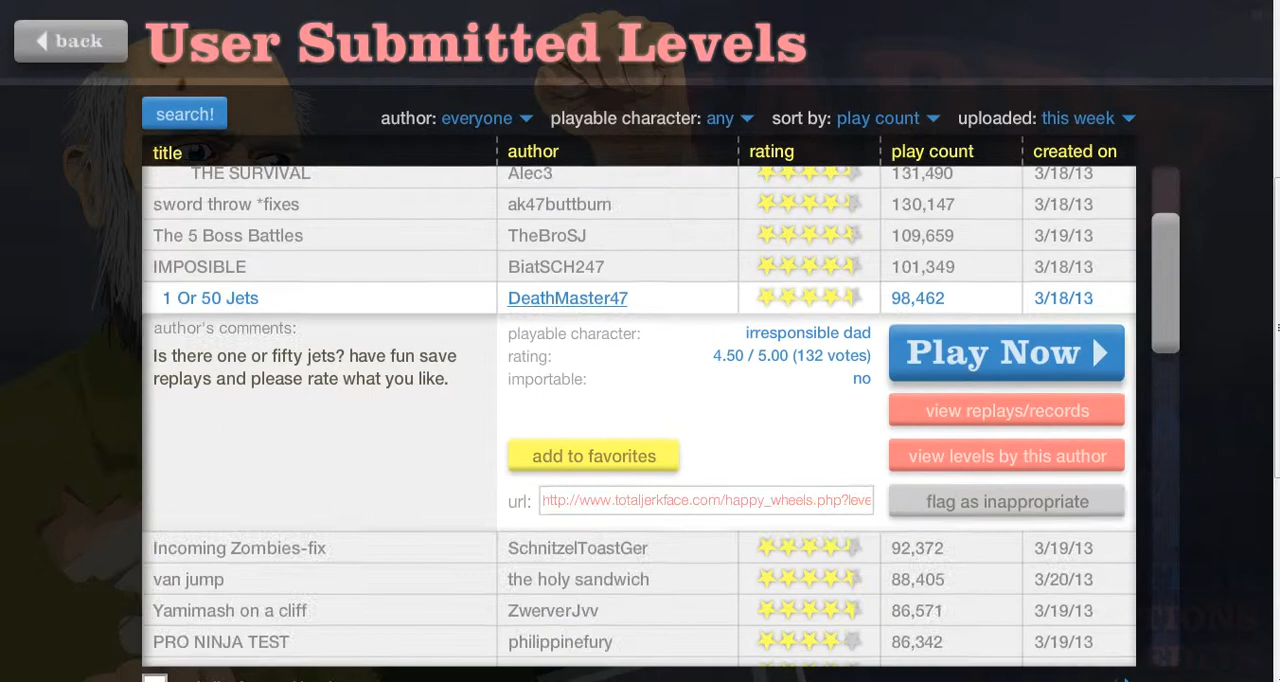 back
User Submitted Levels
search!
author: everyone playable character: any sort by: play count uploaded: this week
title author rating play count created on
THE SURVIVAL Alec3 131,490 3/18/13
sword throw *fixes ak47buttburn 130,147 3/18/13
The 5 Boss Battles TheBroSJ 109,659 3/19/13
IMPOSIBLE BiatSCH247 101,349 3/18/13
1 Or 50 Jets DeathMaster47 98,462 3/18/13
author's comments:
Is there one or fifty jets? have fun save
replays and please rate what you like.
playable character: irresponsible dad
rating: 4.50 / 5.00 (132 votes)
importable: no
add to favorites
url: http://www.totaljerkface.com/happy_wheels.php?leve
Play Now
view replays/records
view levels by this author
flag as inappropriate
Incoming Zombies-fix SchnitzelToastGer 92,372 3/19/13
van jump the holy sandwich 88,405 3/20/13
Yamimash on a cliff ZwerverJvv 86,571 3/19/13
PRO NINJA TEST philippinefury 86,342 3/19/13